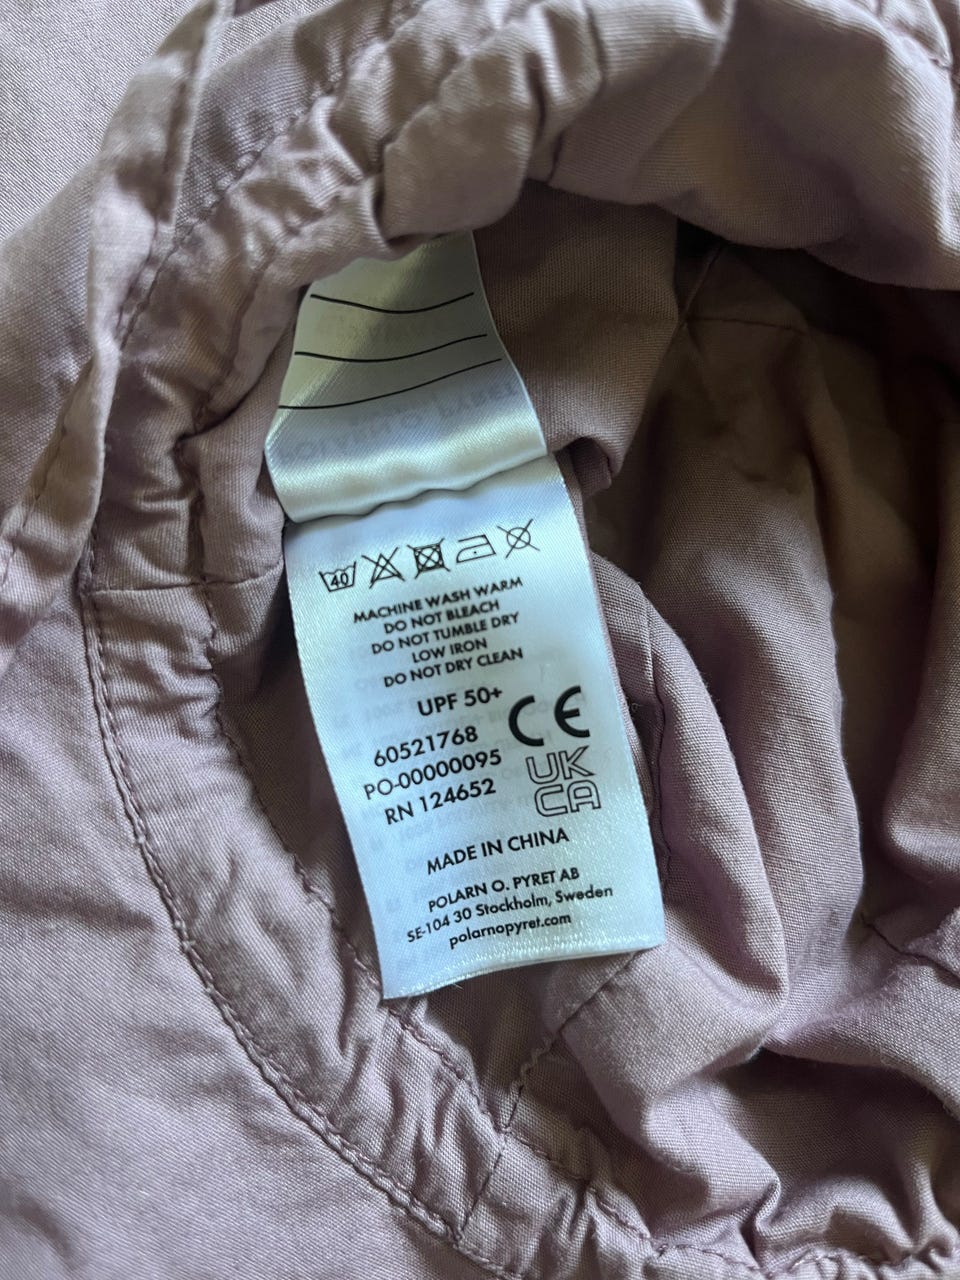 40
MACHINE WASH WARM
DO NOT BLEACH
DO NOT TUMBLE DRY
LOW IRON
DO NOT DRY CLEAN
UPF 50+
60521768
PO-00000095
RN 124652
CE
UK
CA
MADE IN CHINA
POLARN O. PYRET AB
SE-104 30 Stockholm, Sweden
polarnopyret.com